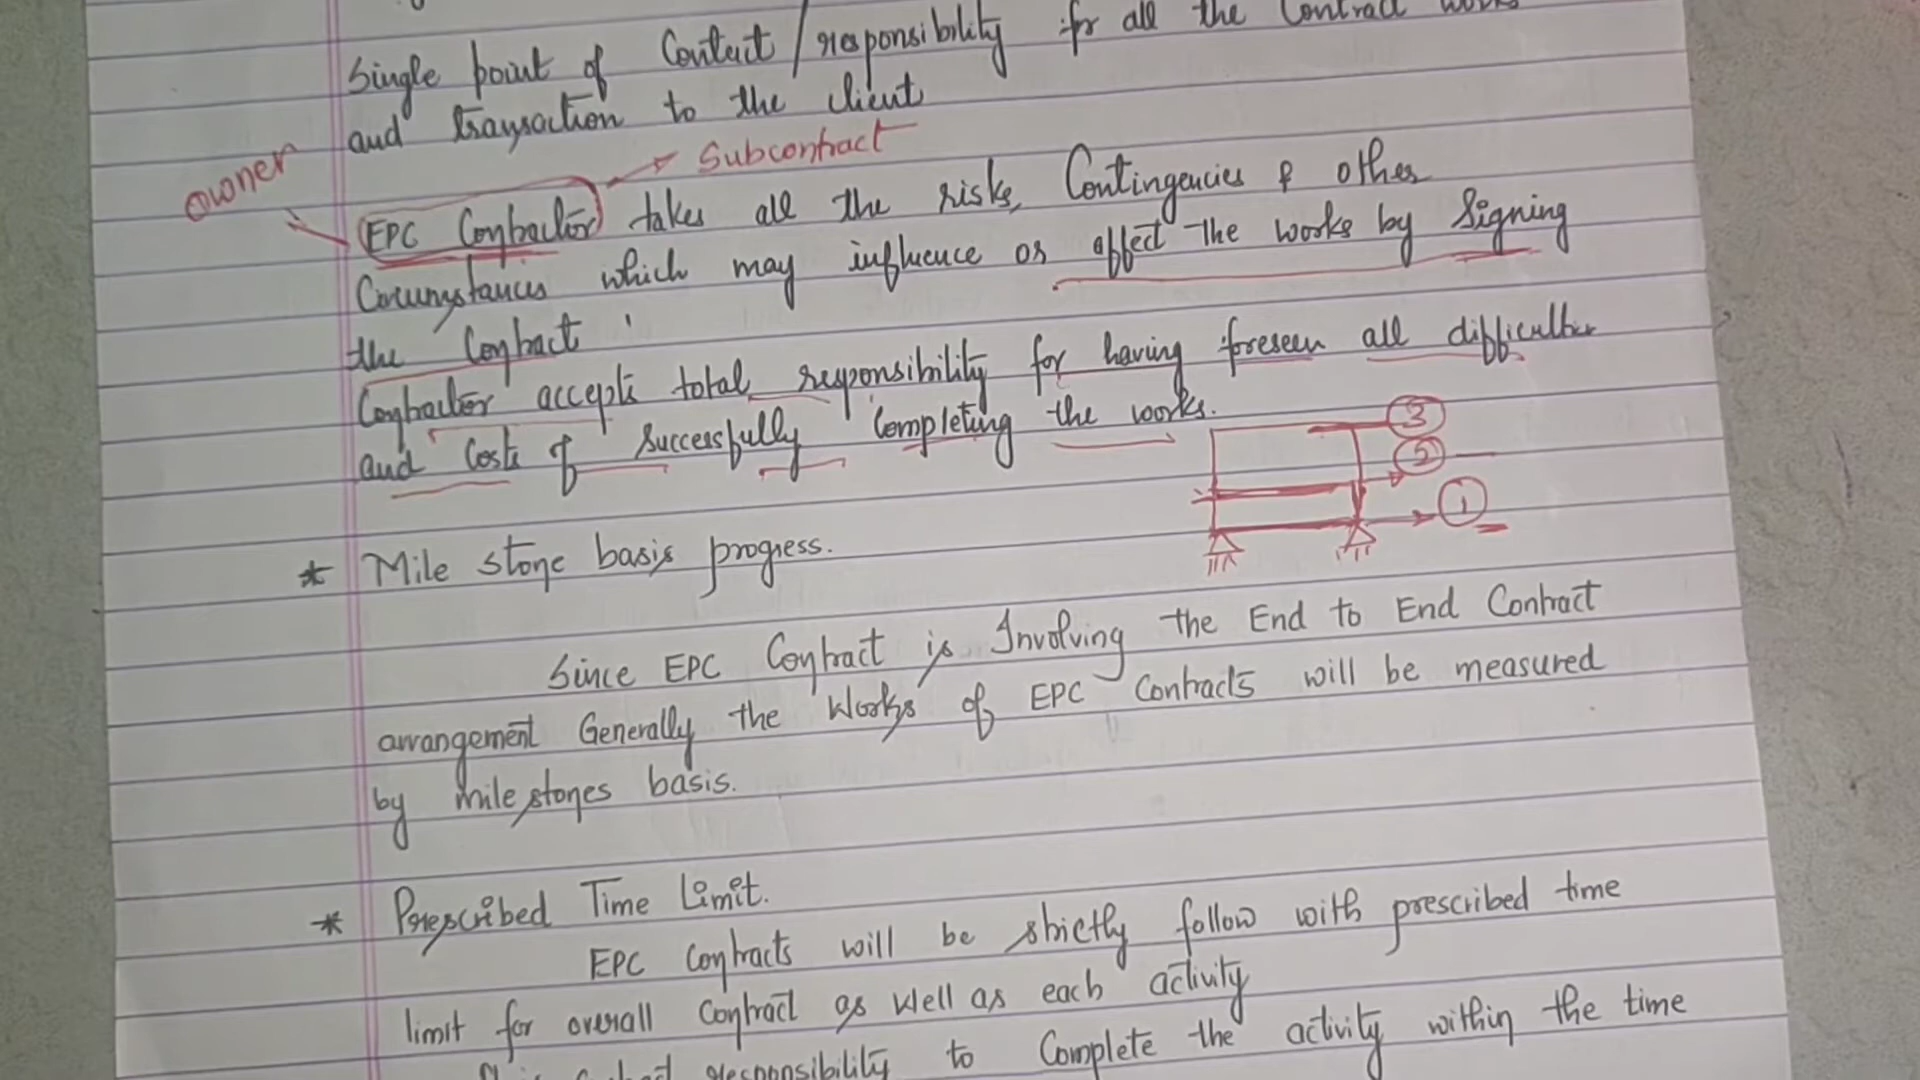 Single point of Contact / responsibility for all the Contract works
and transaction to the client
owner
Subcontract
EPC Contractor takes all the risks, Contingencies & other
Circumstances which may influence or affect the works by Signing
the Contract
Contractor accepts total responsibility for having foreseen all difficulties
and costs of successfully Completing the works.
3
2
1
* Mile stone basis progress.
Since EPC Contract is Involving the End to End Contract
arrangement Generally the Works of EPC Contracts will be measured
by mile stones basis.
* Prescribed Time Limit.
EPC Contracts will be strictly follow with prescribed time
limit for overall Contract as well as each activity
responsibility to Complete the activity within the time